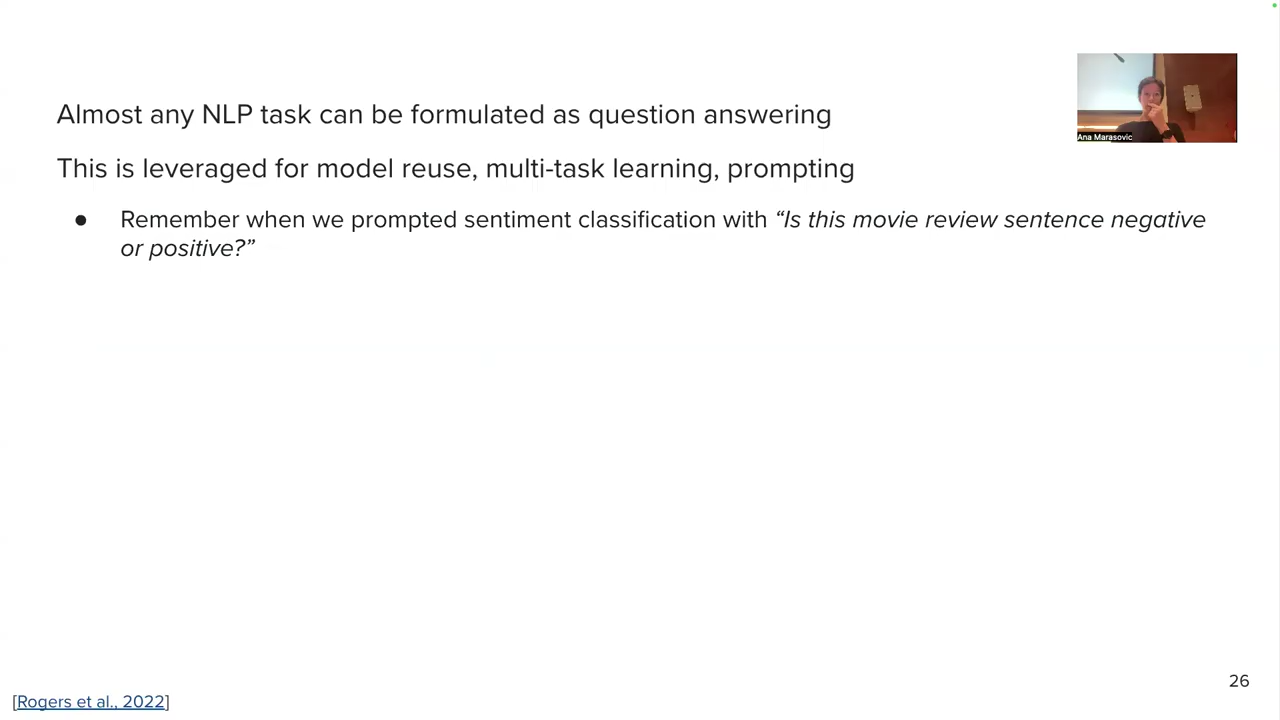 Almost any NLP task can be formulated as question answering
Ana Marasovic
This is leveraged for model reuse, multi-task learning, prompting
● Remember when we prompted sentiment classification with “Is this movie review sentence negative
or positive?”
26
[Rogers et al., 2022]